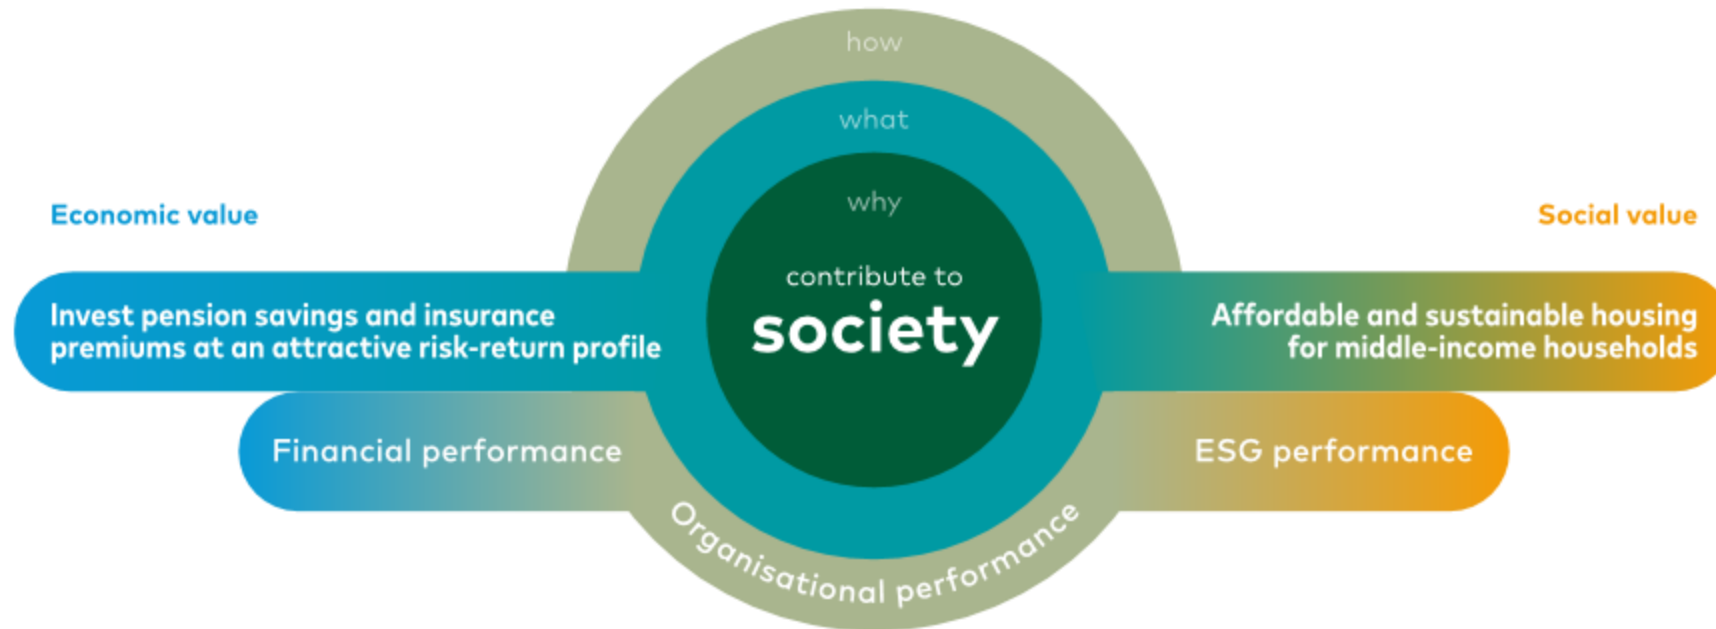 how
what
why
Economic value
Social value
contribute to
society
Invest pension savings and insurance
premiums at an attractive risk-return profile
Affordable and sustainable housing
for middle-income households
Financial performance
ESG performance
Organisational performance